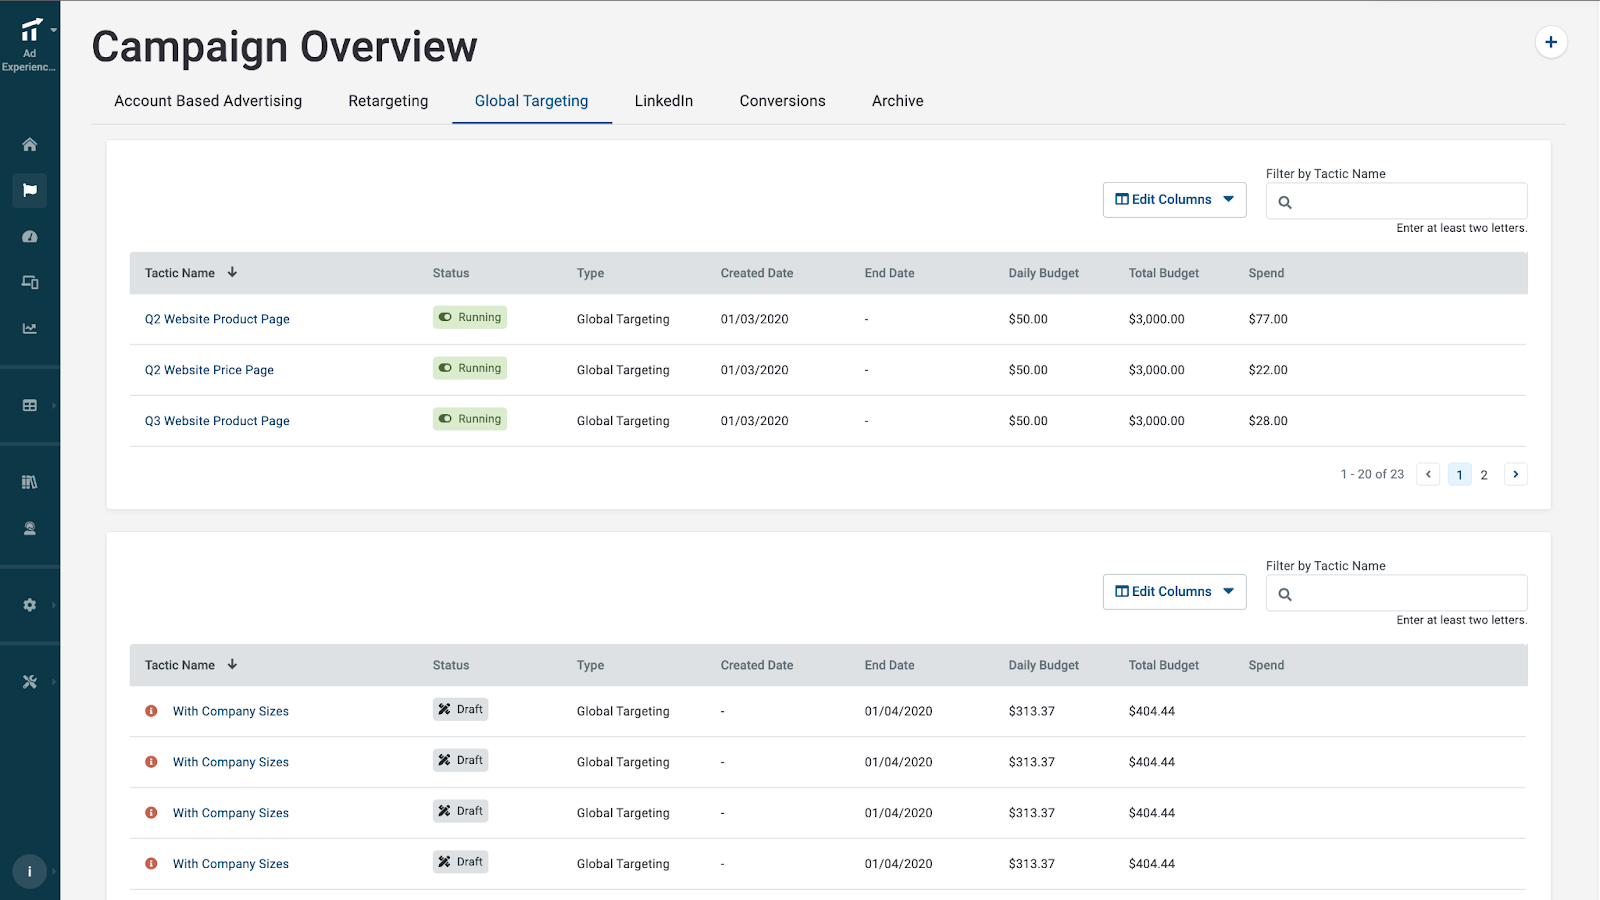 Ad
Experienc...
Campaign Overview
Account Based Advertising Retargeting Global Targeting LinkedIn Conversions Archive
Filter by Tactic Name
Edit Columns
Enter at least two letters.
Tactic Name Status Type Created Date End Date Daily Budget Total Budget Spend
Q2 Website Product Page Running Global Targeting 01/03/2020 - $50.00 $3,000.00 $77.00
Q2 Website Price Page Running Global Targeting 01/03/2020 - $50.00 $3,000.00 $22.00
Q3 Website Product Page Running Global Targeting 01/03/2020 - $50.00 $3,000.00 $28.00
1 - 20 of 23 1 2
Filter by Tactic Name
Edit Columns
Enter at least two letters.
Tactic Name Status Type Created Date End Date Daily Budget Total Budget Spend
With Company Sizes Draft Global Targeting - 01/04/2020 $313.37 $404.44
With Company Sizes Draft Global Targeting - 01/04/2020 $313.37 $404.44
With Company Sizes Draft Global Targeting - 01/04/2020 $313.37 $404.44
With Company Sizes Draft Global Targeting - 01/04/2020 $313.37 $404.44